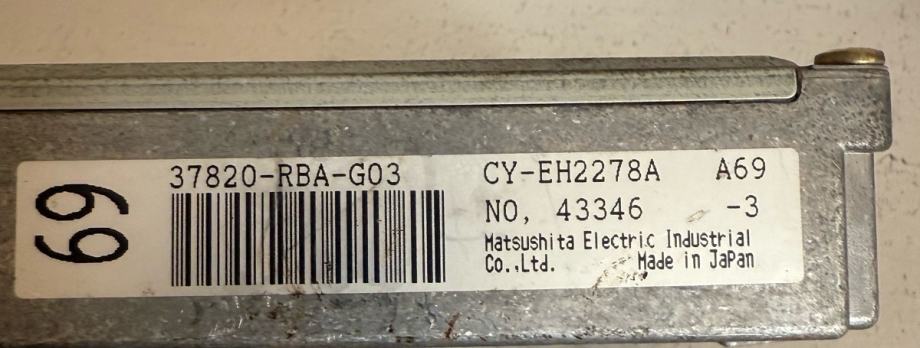 69
37820-RBA-G03
CY-EH2278A A69
NO, 43346 -3
Matsushita Electric Industrial
Co.,Ltd. Made in JaPan